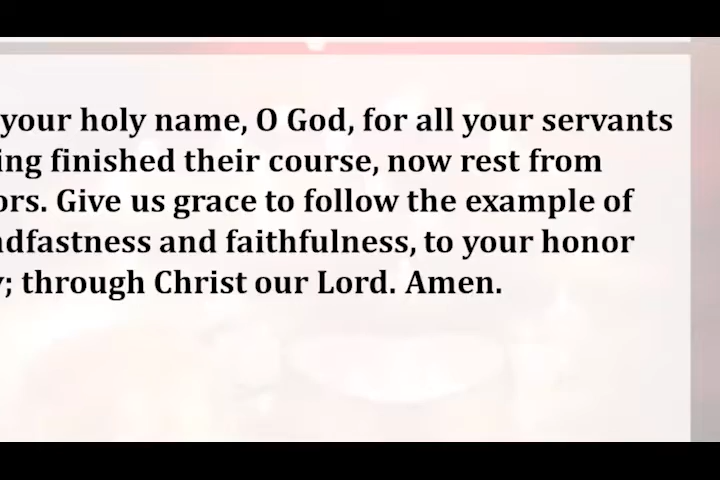 your holy name, O God, for all your servants
ing finished their course, now rest from
ors. Give us grace to follow the example of
dfastness and faithfulness, to your honor
; through Christ our Lord. Amen.